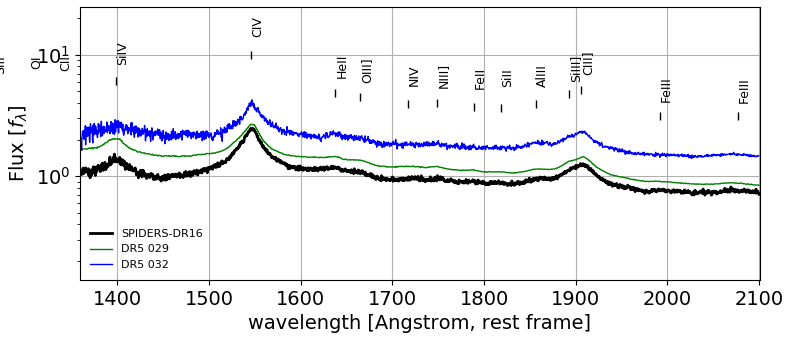 Flux [fλ]
10¹
10⁰
SiII
OI
CII
SiIV
CIV
HeII
OIII]
NIV
NIII]
FeII
SiII
AlIII
SiIII]
CIII]
FeIII
FeIII
SPIDERS-DR16
DR5 029
DR5 032
1400 1500 1600 1700 1800 1900 2000 2100
wavelength [Angstrom, rest frame]